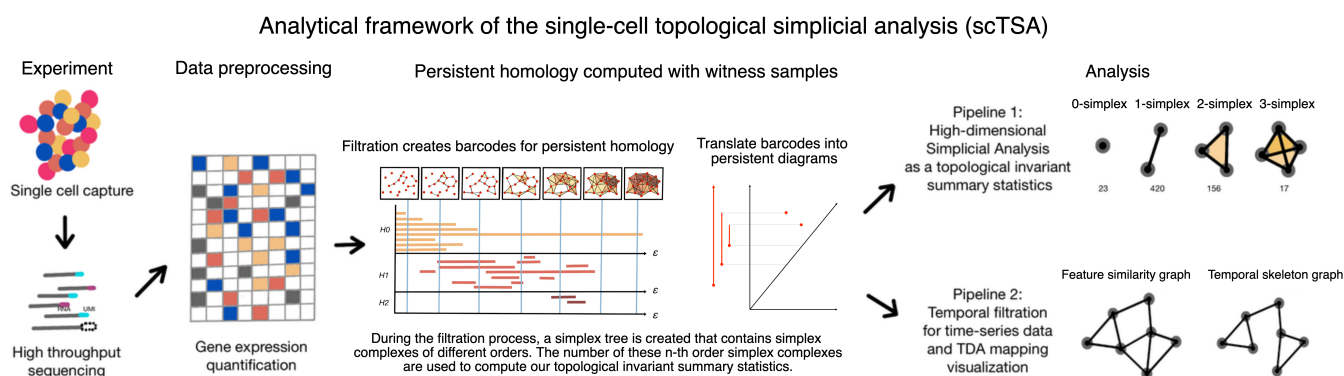 Analytical framework of the single-cell topological simplicial analysis (scTSA)
Experiment
Single cell capture
RNA
UMI
High throughput
sequencing
Data preprocessing
Gene expression
quantification
Persistent homology computed with witness samples
Filtration creates barcodes for persistent homology
H0
ε
H1
ε
H2
ε
Translate barcodes into
persistent diagrams
During the filtration process, a simplex tree is created that contains simplex
complexes of different orders. The number of these n-th order simplex complexes
are used to compute our topological invariant summary statistics.
Analysis
Pipeline 1:
High-dimensional
Simplicial Analysis
as a topological invariant
summary statistics
0-simplex 1-simplex 2-simplex 3-simplex
23 420 156 17
Pipeline 2:
Temporal filtration
for time-series data
and TDA mapping
visualization
Feature similarity graph
Temporal skeleton graph